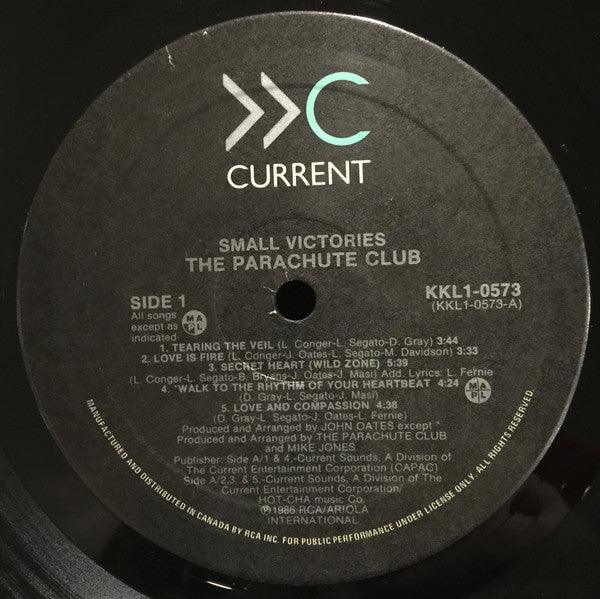 C
CURRENT
SMALL VICTORIES
THE PARACHUTE CLUB
SIDE 1
All songs
except as
indicated
M A
P L
KKL1-0573
(KKL1-0573-A)
1. TEARING THE VEIL (L. Conger-L. Segato-D. Gray) 3:44
2. LOVE IS FIRE (L. Conger-J. Oates-L. Segato-M. Davidson) 3:33
3. SECRET HEART (WILD ZONE) 5:39
(L. Conger-L. Segato-B. Bryans-J. Oates-J. Masi) Add. Lyrics: L. Fernie
4. *WALK TO THE RHYTHM OF YOUR HEARTBEAT 4:24
M A
P L
(D. Gray-L. Segato-J. Masi)
5. LOVE AND COMPASSION 4:38
(D. Gray-L. Segato-J. Oates-L. Fernie)
Produced and Arranged by JOHN OATES except *
Produced and Arranged by THE PARACHUTE CLUB
and MIKE JONES
Publisher: Side A/1 & 4,-Current Sounds, A Division of
The Current Entertainment Corporation (CAPAC)
Side A/2,3, & 5,-Current Sounds, A Division of The
Current Entertainment Corporation/
HOT-CHA music Co.
℗1986 RCA/ARIOLA
INTERNATIONAL
MANUFACTURED AND DISTRIBUTED IN CANADA BY RCA INC. FOR PUBLIC PERFORMANCE UNDER LICENSE ONLY. ALL RIGHTS RESERVED.